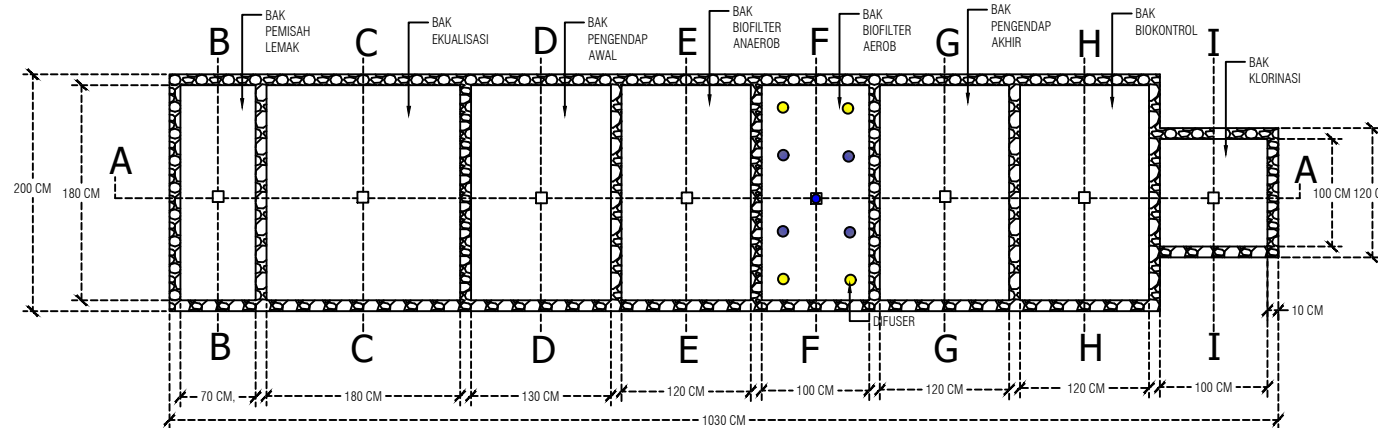 BAK
PEMISAH
LEMAK
BAK
EKUALISASI
BAK
PENGENDAP
AWAL
BAK
BIOFILTER
ANAEROB
BAK
BIOFILTER
AEROB
BAK
PENGENDAP
AKHIR
BAK
BIOKONTROL
BAK
KLORINASI
B C D E F G H I
A A
200 CM 180 CM 100 CM 120 C
10 CM
DIFUSER
B C D E F G H I
70 CM, 180 CM 130 CM 120 CM 100 CM 120 CM 120 CM 100 CM
1030 CM